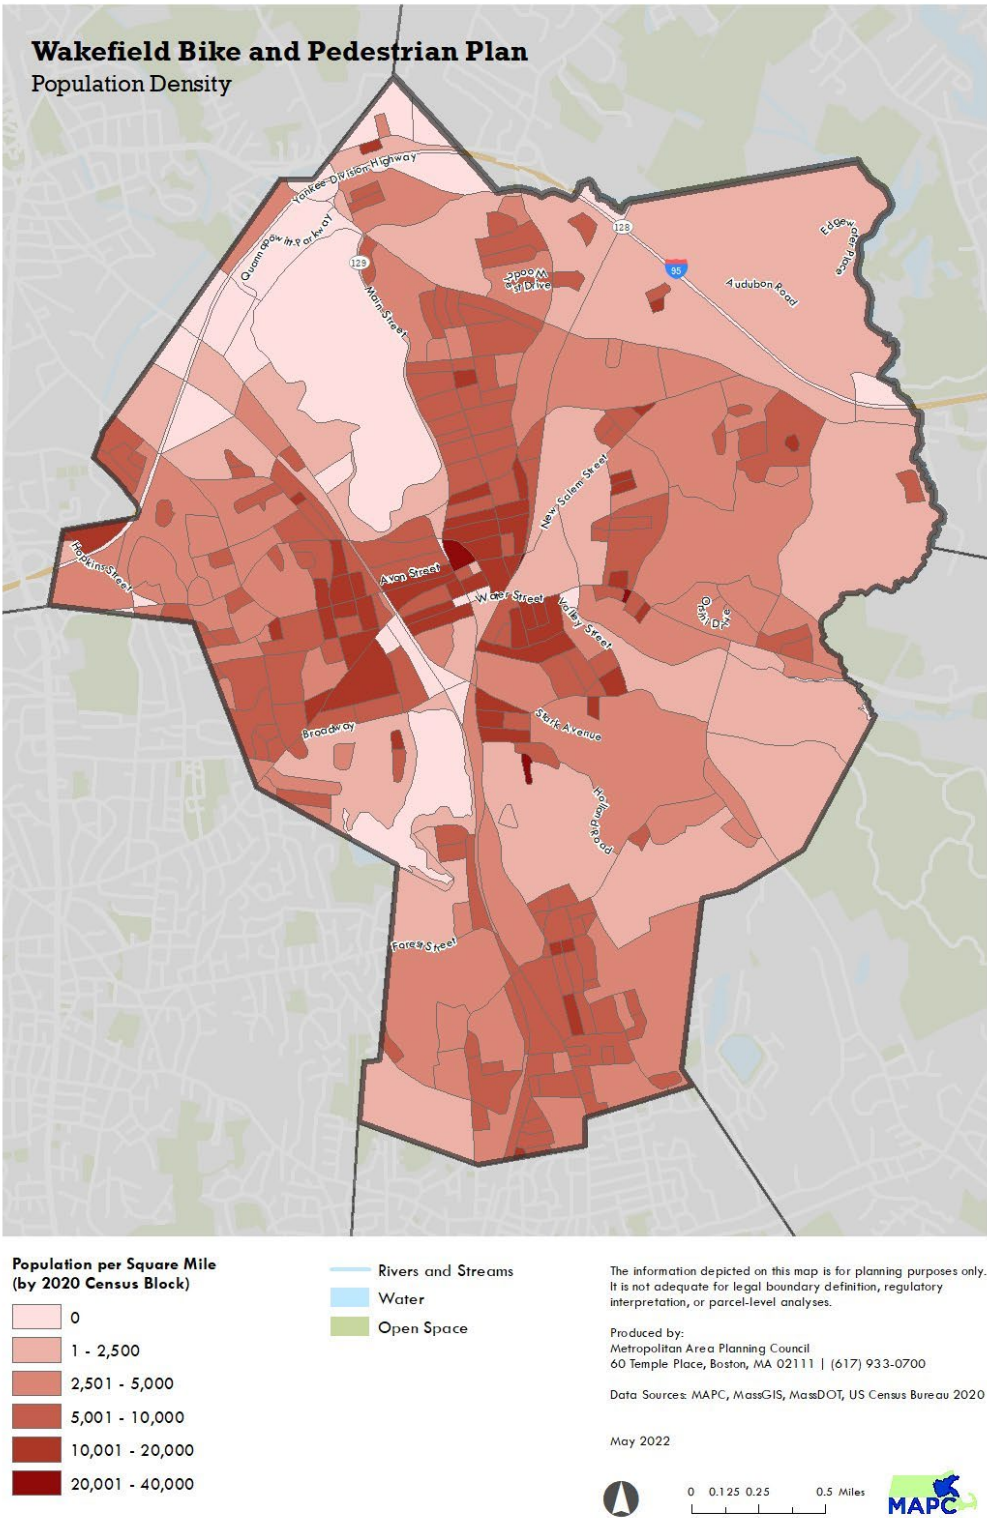 Wakefield Bike and Pedestrian Plan
Population Density
Yankee Division Highway
Quannapowitt Parkway
129
Main Street
Woodcrest Drive
128
95
Edgewater Place
Audubon Road
New Salem Street
Hopkins Street
Avon Street
Water Street
Valley Street
Orsini Drive
Broadway
Stark Avenue
Holland Road
Forest Street
Population per Square Mile
(by 2020 Census Block)
0
1 - 2,500
2,501 - 5,000
5,001 - 10,000
10,001 - 20,000
20,001 - 40,000
Rivers and Streams
Water
Open Space
The information depicted on this map is for planning purposes only.
It is not adequate for legal boundary definition, regulatory
interpretation, or parcel-level analyses.
Produced by:
Metropolitan Area Planning Council
60 Temple Place, Boston, MA 02111 | (617) 933-0700
Data Sources: MAPC, MassGIS, MassDOT, US Census Bureau 2020
May 2022
0 0.125 0.25 0.5 Miles
MAPC